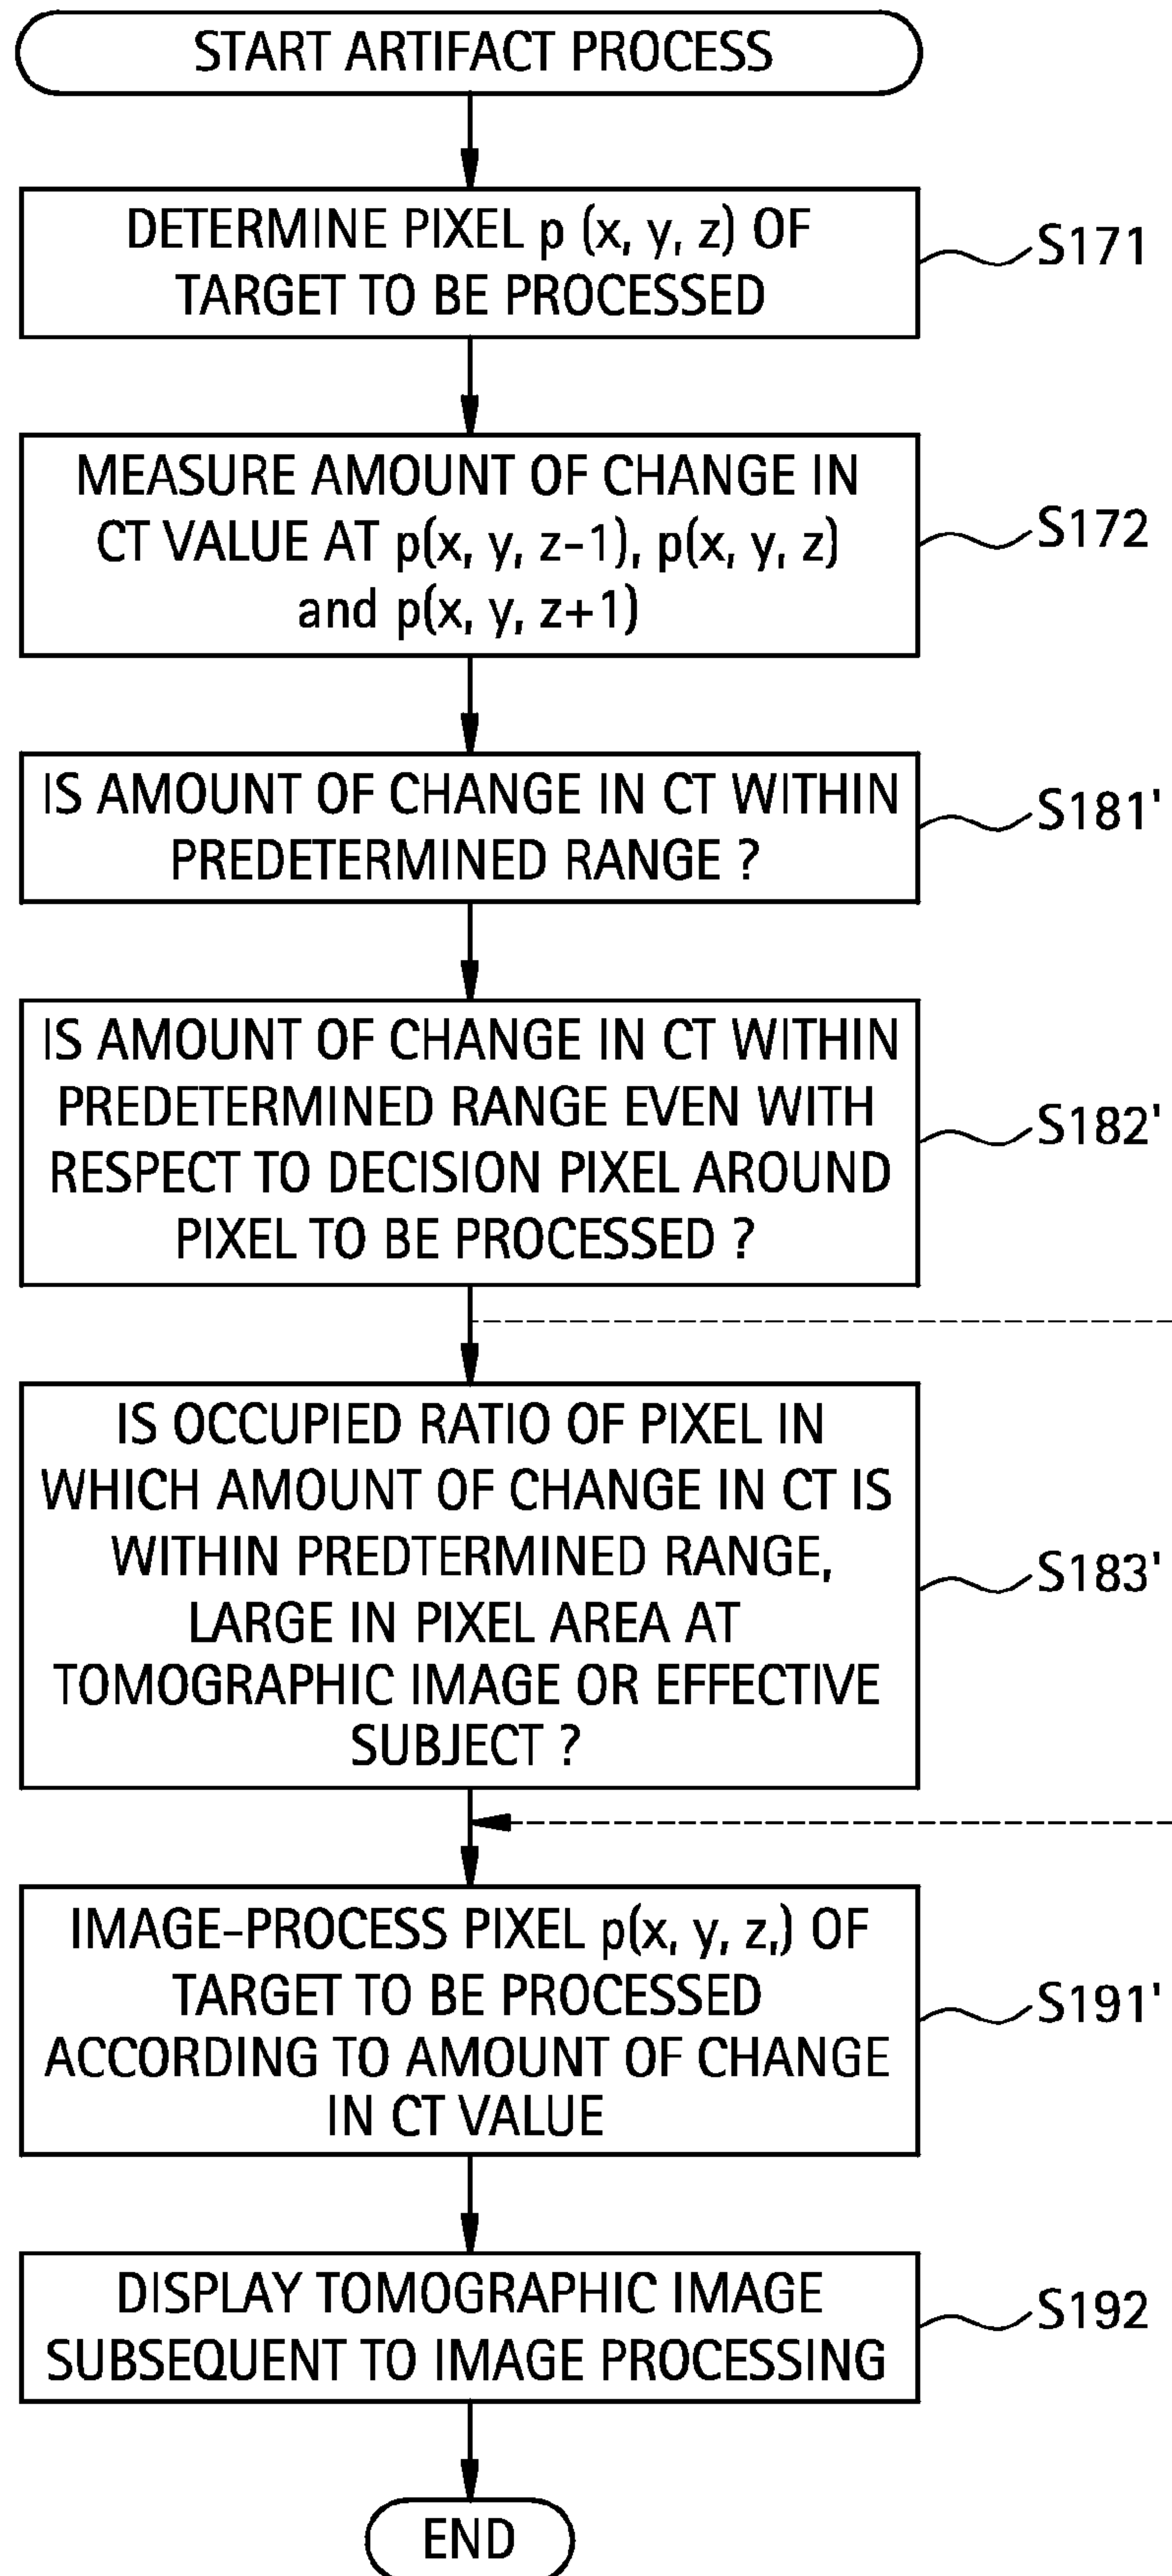 START ARTIFACT PROCESS
DETERMINE PIXEL p (x, y, z) OF
TARGET TO BE PROCESSED
S171
MEASURE AMOUNT OF CHANGE IN
CT VALUE AT p(x, y, z-1), p(x, y, z)
and p(x, y, z+1)
S172
IS AMOUNT OF CHANGE IN CT WITHIN
PREDETERMINED RANGE ?
S181'
IS AMOUNT OF CHANGE IN CT WITHIN
PREDETERMINED RANGE EVEN WITH
RESPECT TO DECISION PIXEL AROUND
PIXEL TO BE PROCESSED ?
S182'
IS OCCUPIED RATIO OF PIXEL IN
WHICH AMOUNT OF CHANGE IN CT IS
WITHIN PREDTERMINED RANGE,
LARGE IN PIXEL AREA AT
TOMOGRAPHIC IMAGE OR EFFECTIVE
SUBJECT ?
S183'
IMAGE-PROCESS PIXEL p(x, y, z,) OF
TARGET TO BE PROCESSED
ACCORDING TO AMOUNT OF CHANGE
IN CT VALUE
S191'
DISPLAY TOMOGRAPHIC IMAGE
SUBSEQUENT TO IMAGE PROCESSING
S192
END